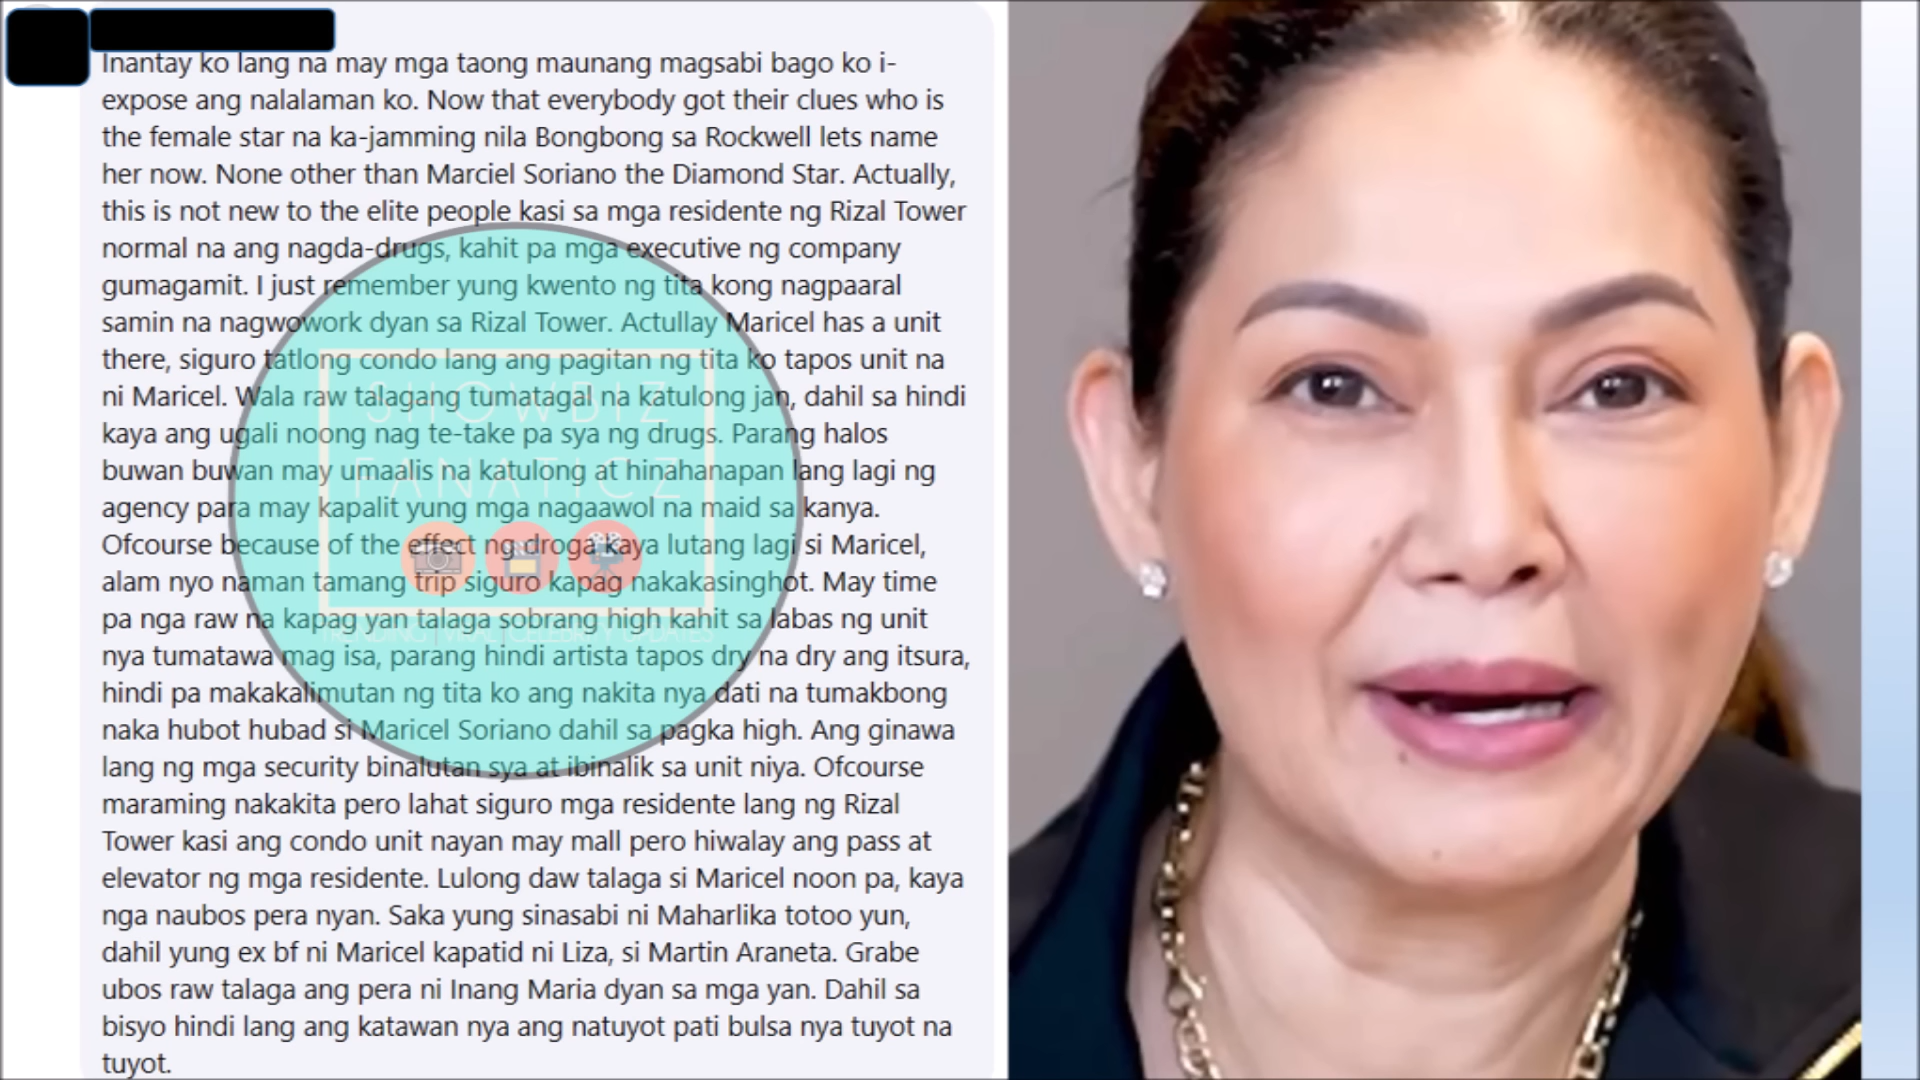 Inantay ko lang na may mga taong maunang magsabi bago ko i-
expose ang nalalaman ko. Now that everybody got their clues who is
the female star na ka-jamming nila Bongbong sa Rockwell lets name
her now. None other than Marciel Soriano the Diamond Star. Actually,
this is not new to the elite people kasi sa mga residente ng Rizal Tower
normal na ang nagda-drugs, kahit pa mga executive ng company
gumagamit. I just remember yung kwento ng tita kong nagpaaral
samin na nagwowork dyan sa Rizal Tower. Actullay Maricel has a unit
there, siguro tatlong condo lang ang pagitan ng tita ko tapos unit na
ni Maricel. Wala raw talagang tumatagal na katulong jan, dahil sa hindi
kaya ang ugali noong nag te-take pa sya ng drugs. Parang halos
buwan buwan may umaalis na katulong at hinahanapan lang lagi ng
agency para may kapalit yung mga nagaawol na maid sa kanya.
Ofcourse because of the effect ng droga kaya lutang lagi si Maricel,
alam nyo naman tamang trip siguro kapag nakakasinghot. May time
pa nga raw na kapag yan talaga sobrang high kahit sa labas ng unit
nya tumatawa mag isa, parang hindi artista tapos dry na dry ang itsura,
hindi pa makakalimutan ng tita ko ang nakita nya dati na tumakbong
naka hubot hubad si Maricel Soriano dahil sa pagka high. Ang ginawa
lang ng mga security binalutan sya at ibinalik sa unit niya. Ofcourse
maraming nakakita pero lahat siguro mga residente lang ng Rizal
Tower kasi ang condo unit nayan may mall pero hiwalay ang pass at
elevator ng mga residente. Lulong daw talaga si Maricel noon pa, kaya
nga naubos pera nyan. Saka yung sinasabi ni Maharlika totoo yun,
dahil yung ex bf ni Maricel kapatid ni Liza, si Martin Araneta. Grabe
ubos raw talaga ang pera ni Inang Maria dyan sa mga yan. Dahil sa
bisyo hindi lang ang katawan nya ang natuyot pati bulsa nya tuyot na
tuyot.
SHOWBIZ
FANATICZ
TRENDING | VIRAL | CELEBRITY UPDATES